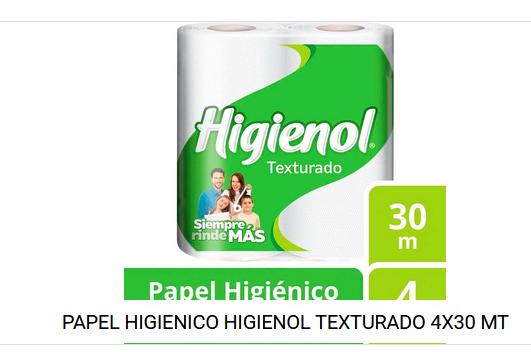 Higienol®
Texturado
Siempre
rinde MÁS
30
m
Papel Higiénico
4
PAPEL HIGIENICO HIGIENOL TEXTURADO 4X30 MT